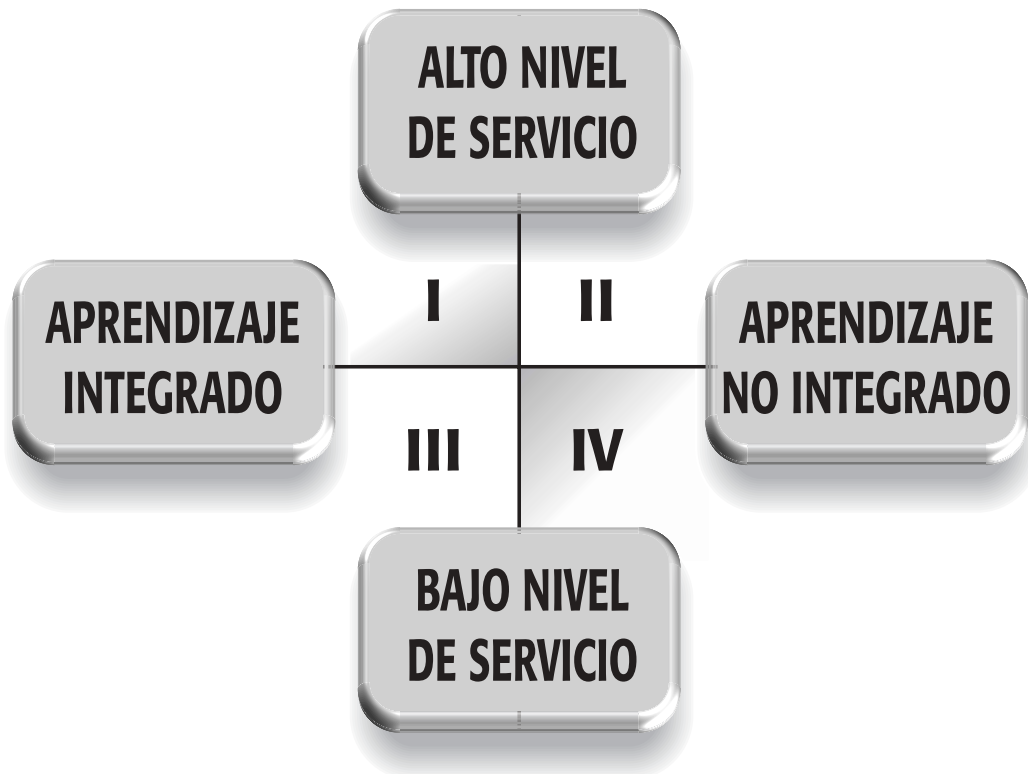 ALTO NIVEL
DE SERVICIO
I
II
APRENDIZAJE
INTEGRADO
APRENDIZAJE
NO INTEGRADO
III
IV
BAJO NIVEL
DE SERVICIO